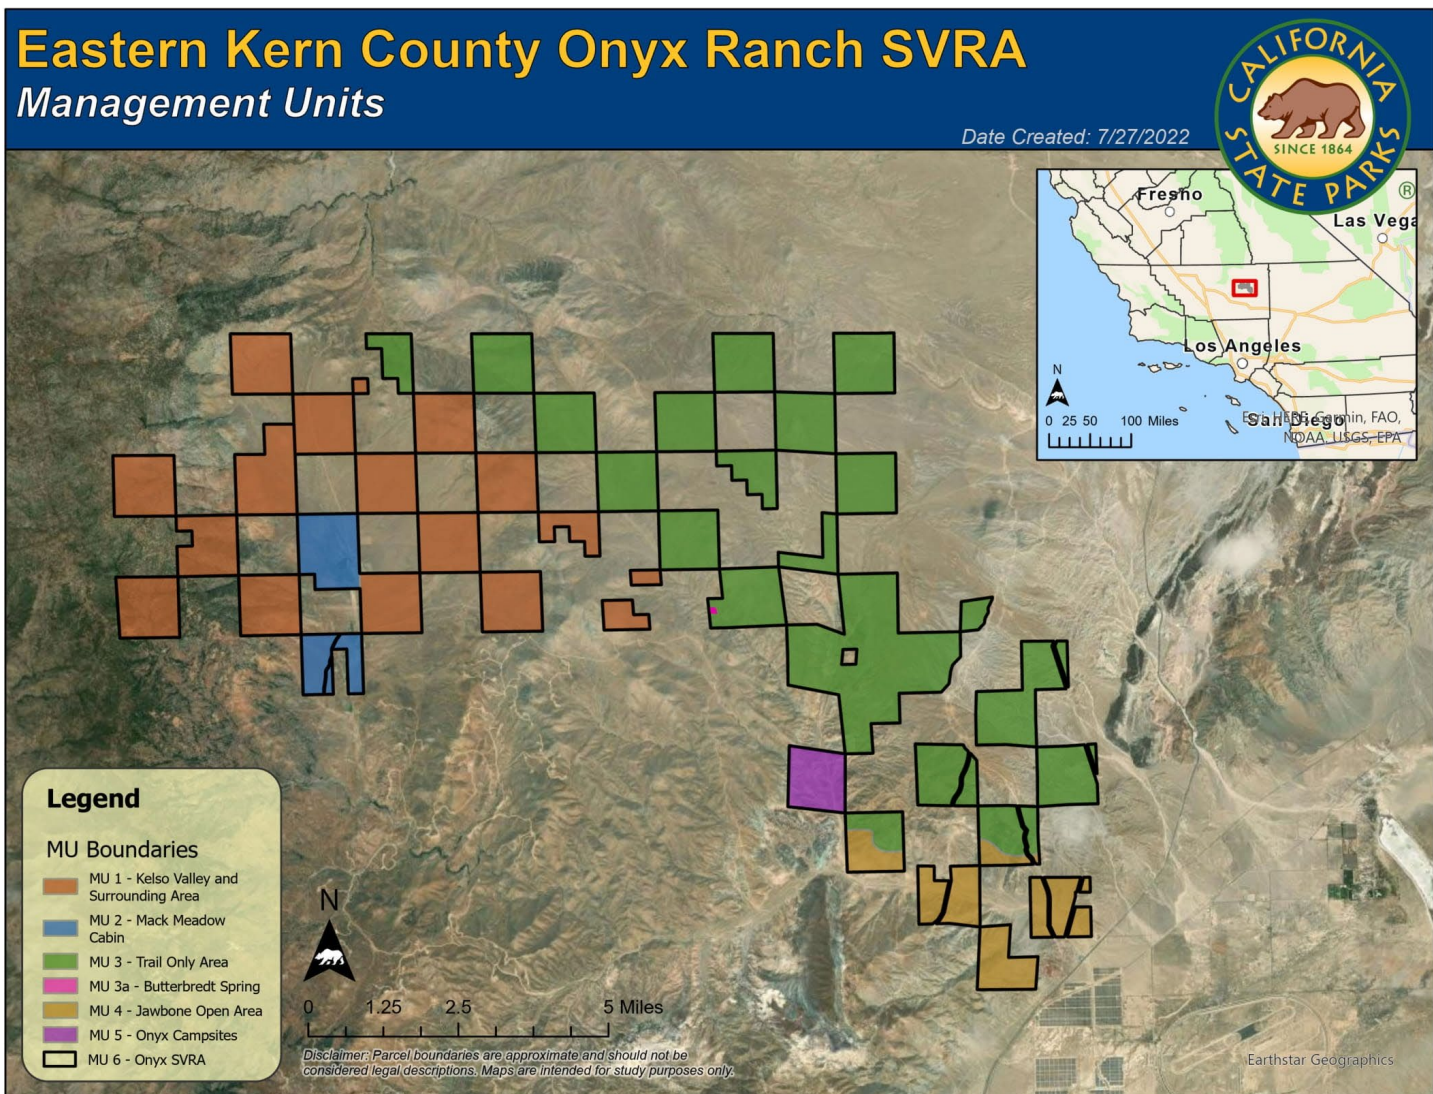 Eastern Kern County Onyx Ranch SVRA
Management Units
Date Created: 7/27/2022
CALIFORNIA
SINCE 1864
STATE PARKS
®
Fresno
Las Vega
Los Angeles
San Diego
N
0 25 50 100 Miles
Esri, HERE, Garmin, FAO,
NOAA, USGS, EPA
Legend
MU Boundaries
MU 1 - Kelso Valley and
Surrounding Area
MU 2 - Mack Meadow
Cabin
MU 3 - Trail Only Area
MU 3a - Butterbredt Spring
MU 4 - Jawbone Open Area
MU 5 - Onyx Campsites
MU 6 - Onyx SVRA
N
0 1.25 2.5 5 Miles
Disclaimer: Parcel boundaries are approximate and should not be
considered legal descriptions. Maps are intended for study purposes only.
Earthstar Geographics